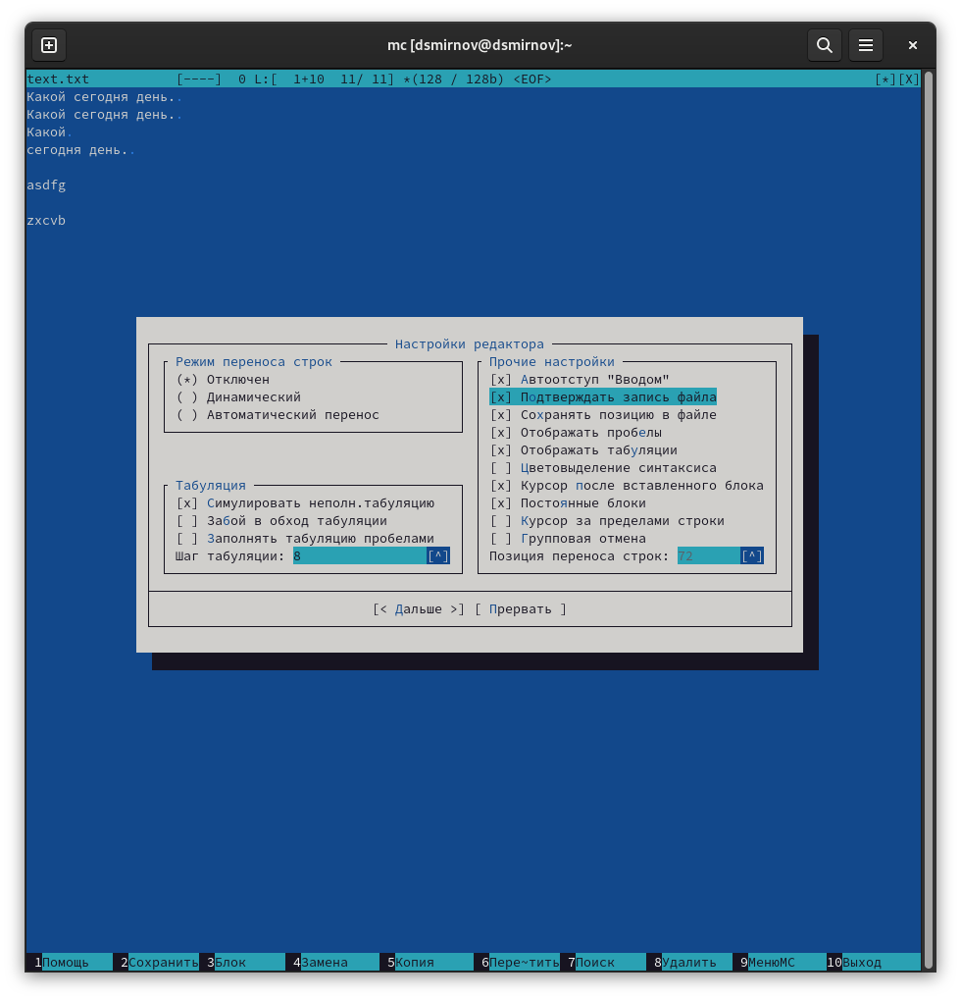 mc [dsmirnov@dsmirnov]:~
text.txt [----] 0 L:[ 1+10 11/ 11] *(128 / 128b) <EOF> [*][X]
Какой сегодня день..
Какой сегодня день..
Какой.
сегодня день..
asdfg
zxcvb
Настройки редактора
Режим переноса строк
(*) Отключен
( ) Динамический
( ) Автоматический перенос
Табуляция
[x] Симулировать неполн.табуляцию
[ ] Забой в обход табуляции
[ ] Заполнять табуляцию пробелами
Шаг табуляции: 8 [^]
Прочие настройки
[x] Автоотступ "Вводом"
[x] Подтверждать запись файла
[x] Сохранять позицию в файле
[x] Отображать пробелы
[x] Отображать табуляции
[ ] Цветовыделение синтаксиса
[x] Курсор после вставленного блока
[x] Постоянные блоки
[ ] Курсор за пределами строки
[ ] Групповая отмена
Позиция переноса строк: 72 [^]
[< Дальше >] [ Прервать ]
1Помощь 2Сохранить 3Блок 4Замена 5Копия 6Пере~тить 7Поиск 8Удалить 9МенюМС 10Выход